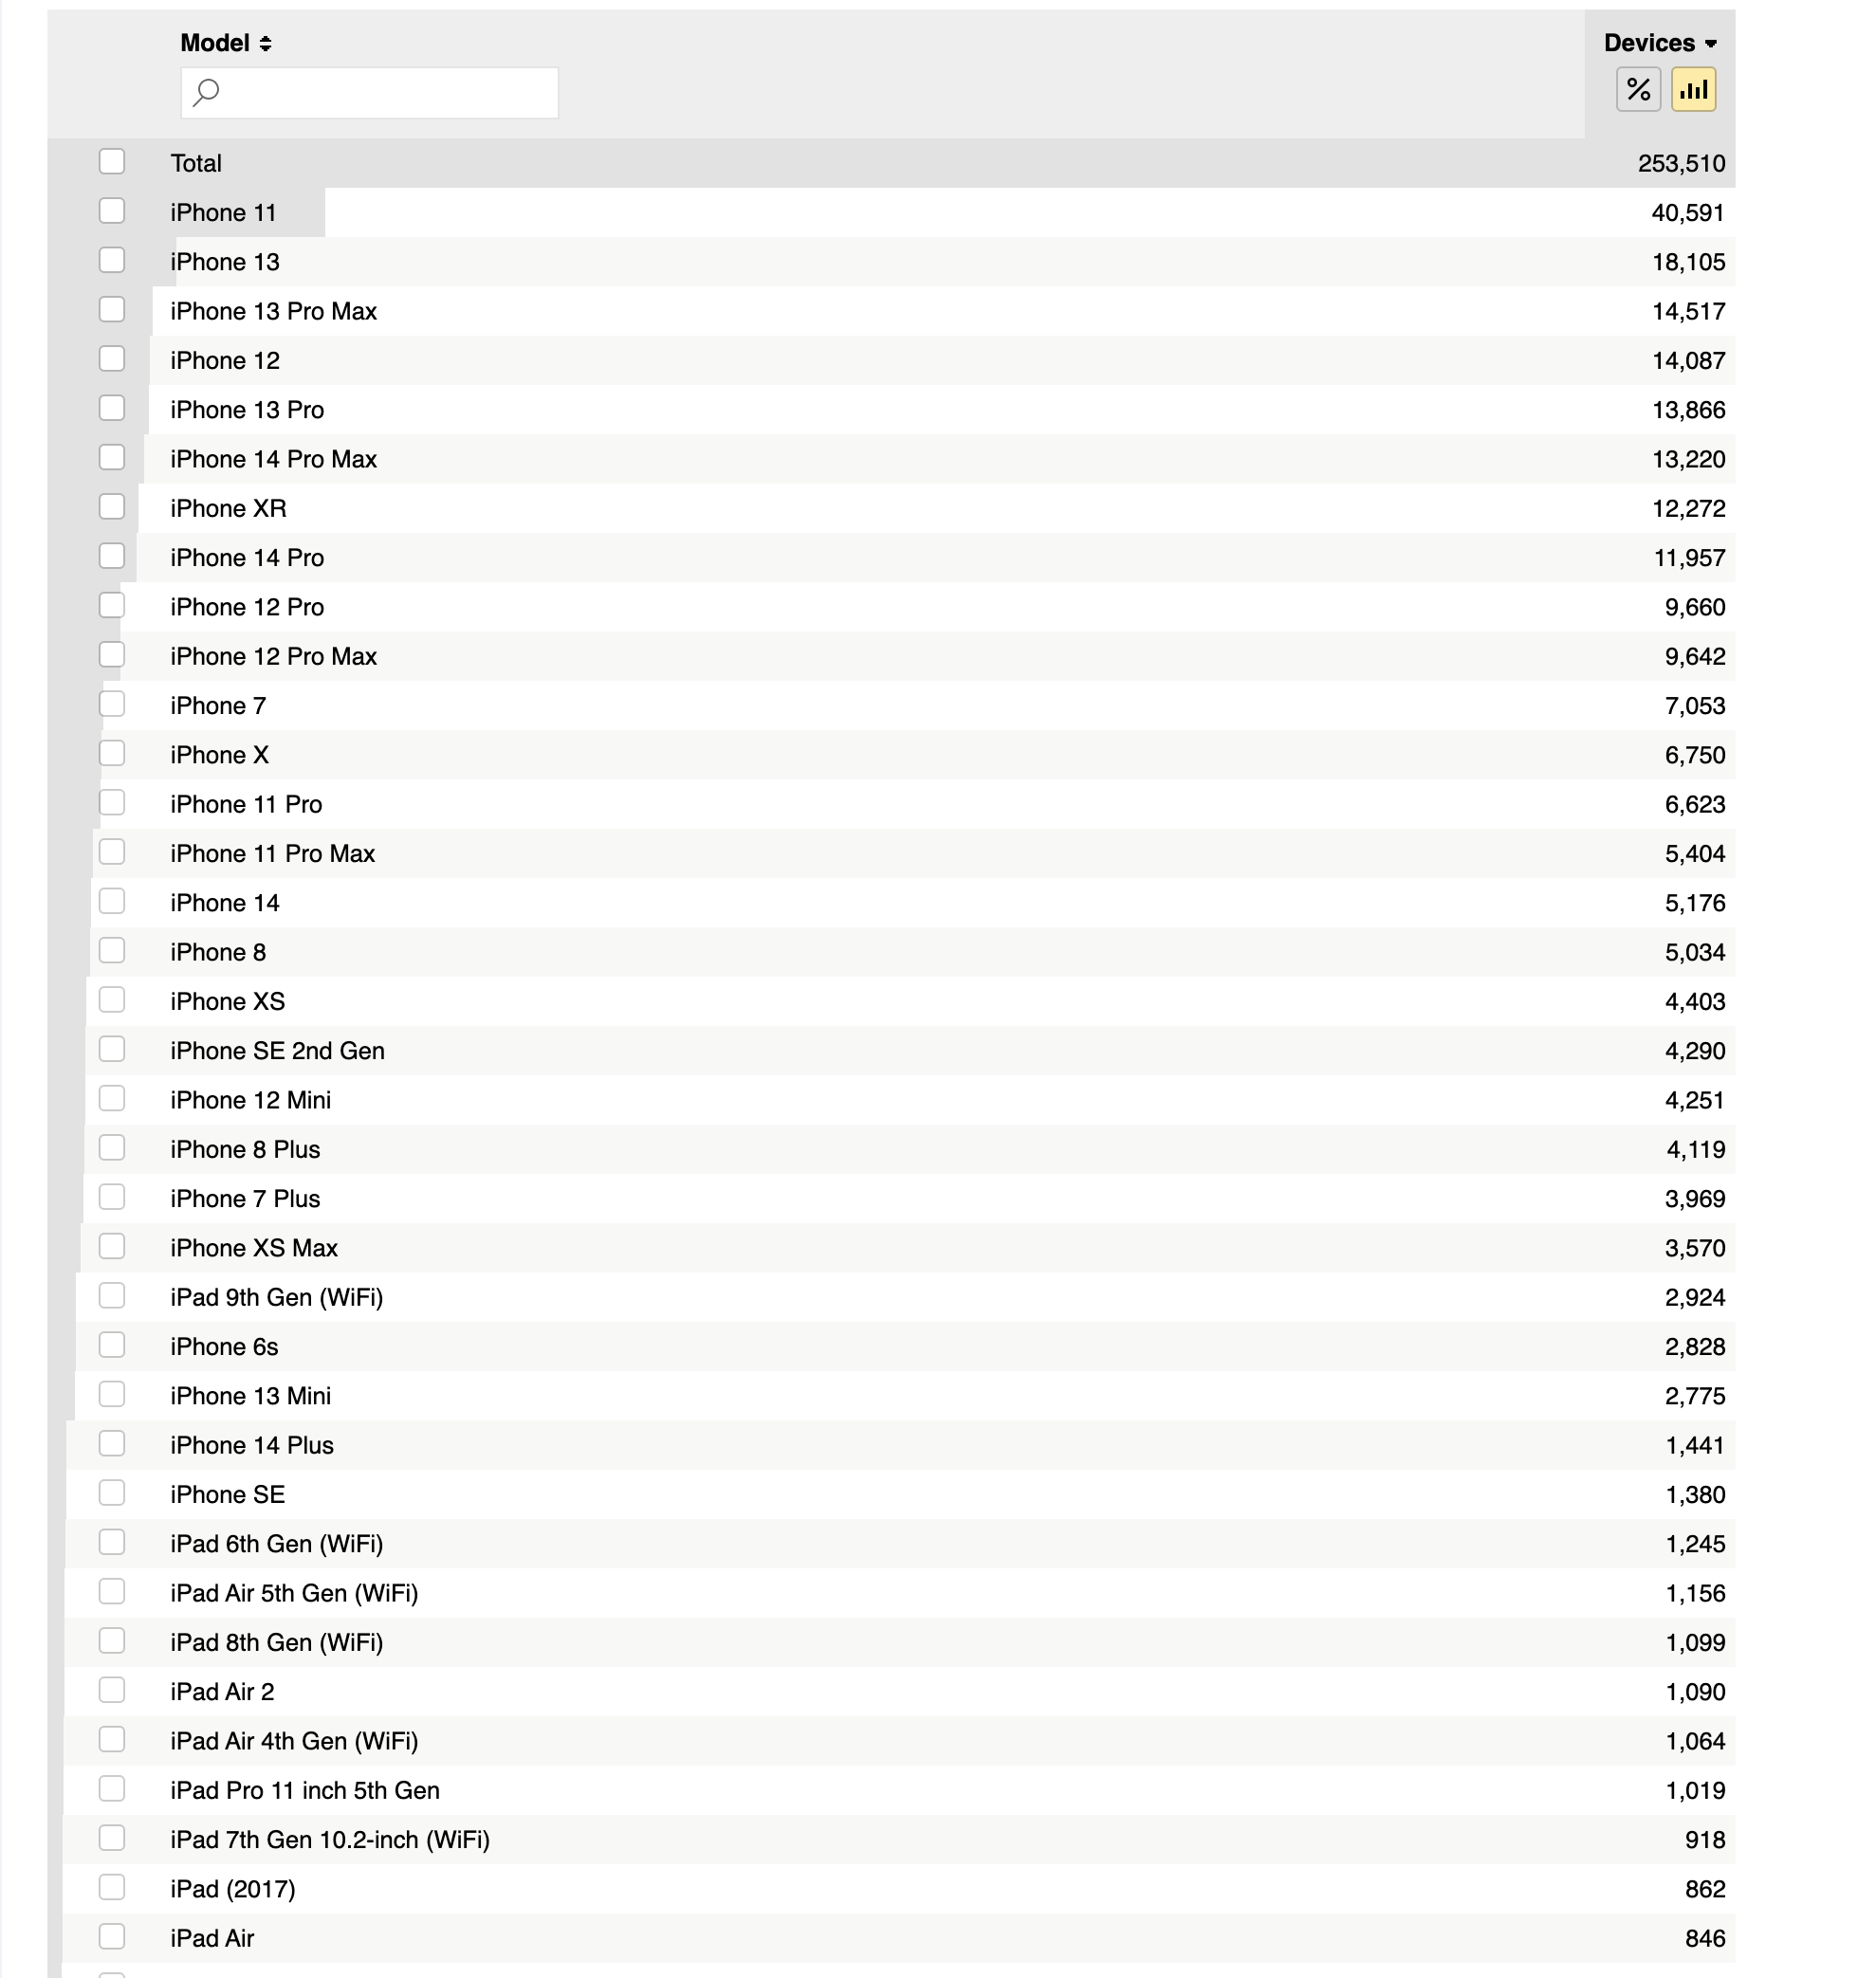 Model Devices
%
Total 253,510
iPhone 11 40,591
iPhone 13 18,105
iPhone 13 Pro Max 14,517
iPhone 12 14,087
iPhone 13 Pro 13,866
iPhone 14 Pro Max 13,220
iPhone XR 12,272
iPhone 14 Pro 11,957
iPhone 12 Pro 9,660
iPhone 12 Pro Max 9,642
iPhone 7 7,053
iPhone X 6,750
iPhone 11 Pro 6,623
iPhone 11 Pro Max 5,404
iPhone 14 5,176
iPhone 8 5,034
iPhone XS 4,403
iPhone SE 2nd Gen 4,290
iPhone 12 Mini 4,251
iPhone 8 Plus 4,119
iPhone 7 Plus 3,969
iPhone XS Max 3,570
iPad 9th Gen (WiFi) 2,924
iPhone 6s 2,828
iPhone 13 Mini 2,775
iPhone 14 Plus 1,441
iPhone SE 1,380
iPad 6th Gen (WiFi) 1,245
iPad Air 5th Gen (WiFi) 1,156
iPad 8th Gen (WiFi) 1,099
iPad Air 2 1,090
iPad Air 4th Gen (WiFi) 1,064
iPad Pro 11 inch 5th Gen 1,019
iPad 7th Gen 10.2-inch (WiFi) 918
iPad (2017) 862
iPad Air 846